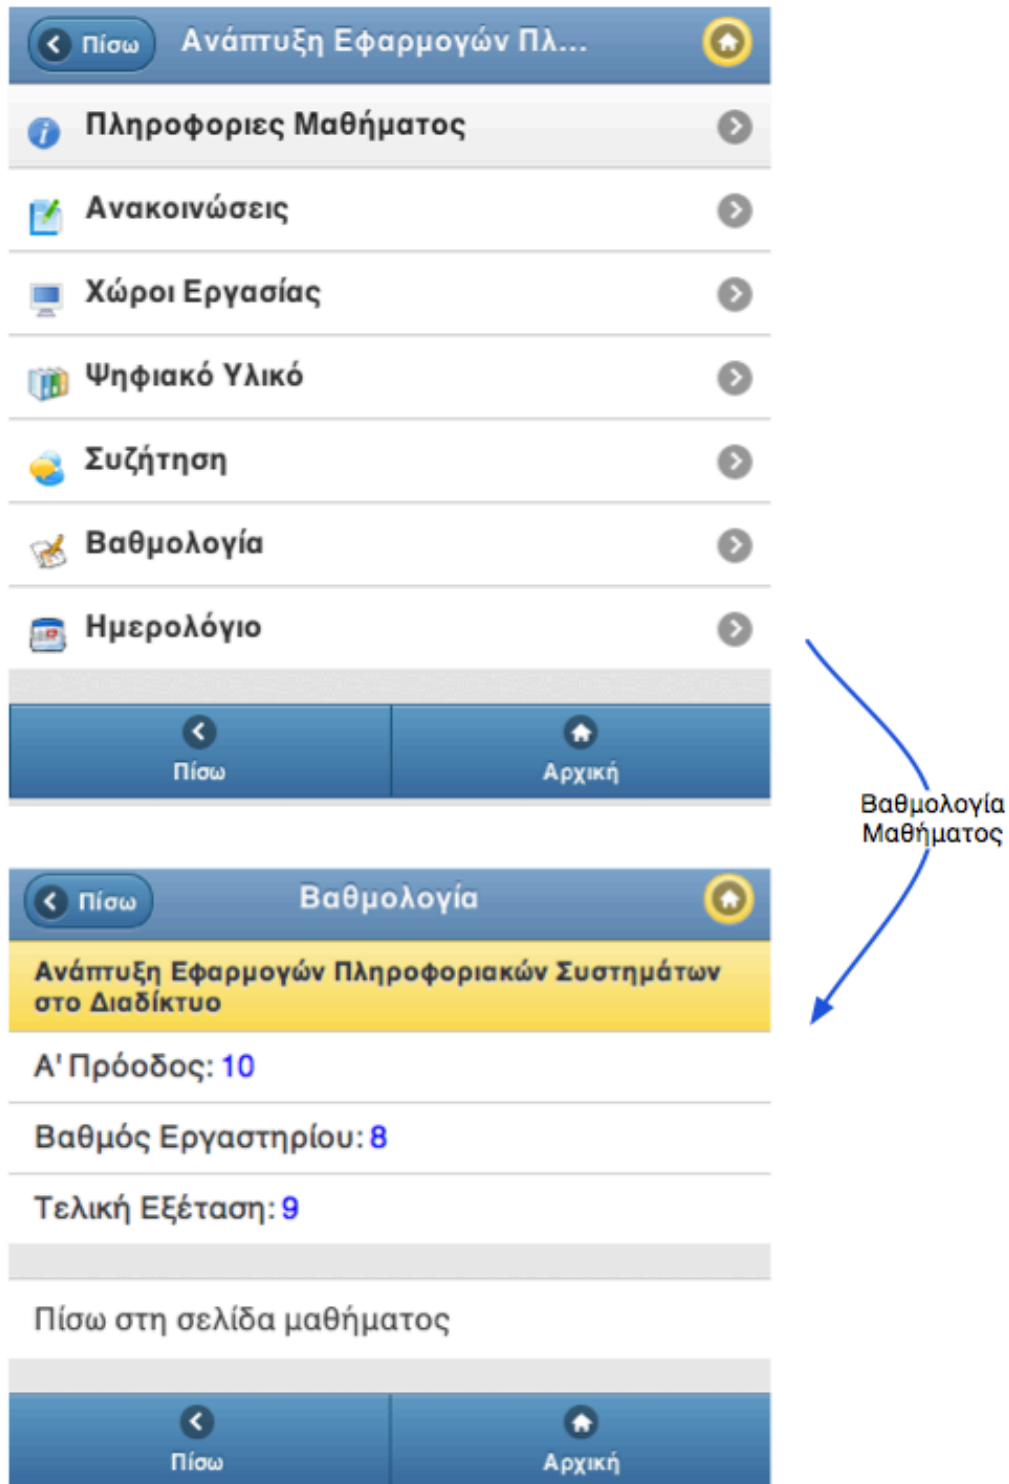 Πίσω
Ανάπτυξη Εφαρμογών Πλ...
Πληροφοριες Μαθήματος
Ανακοινώσεις
Χώροι Εργασίας
Ψηφιακό Υλικό
Συζήτηση
Βαθμολογία
Ημερολόγιο
Πίσω
Αρχική
Βαθμολογία
Μαθήματος
Πίσω
Βαθμολογία
Ανάπτυξη Εφαρμογών Πληροφοριακών Συστημάτων
στο Διαδίκτυο
Α' Πρόοδος: 10
Βαθμός Εργαστηρίου: 8
Τελική Εξέταση: 9
Πίσω στη σελίδα μαθήματος
Πίσω
Αρχική